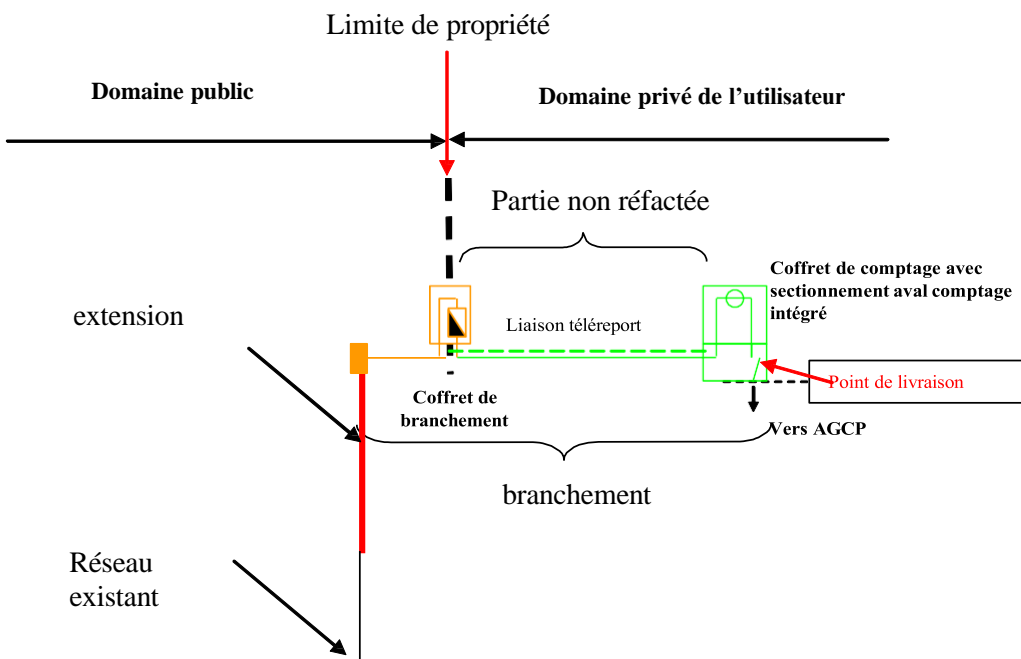 Limite de propriété
Domaine public
Domaine privé de l’utilisateur
Partie non réfactée
Coffret de comptage avec
sectionnement aval comptage
intégré
extension
Liaison téléreport
Point de livraison
Coffret de
branchement
Vers AGCP
branchement
Réseau
existant